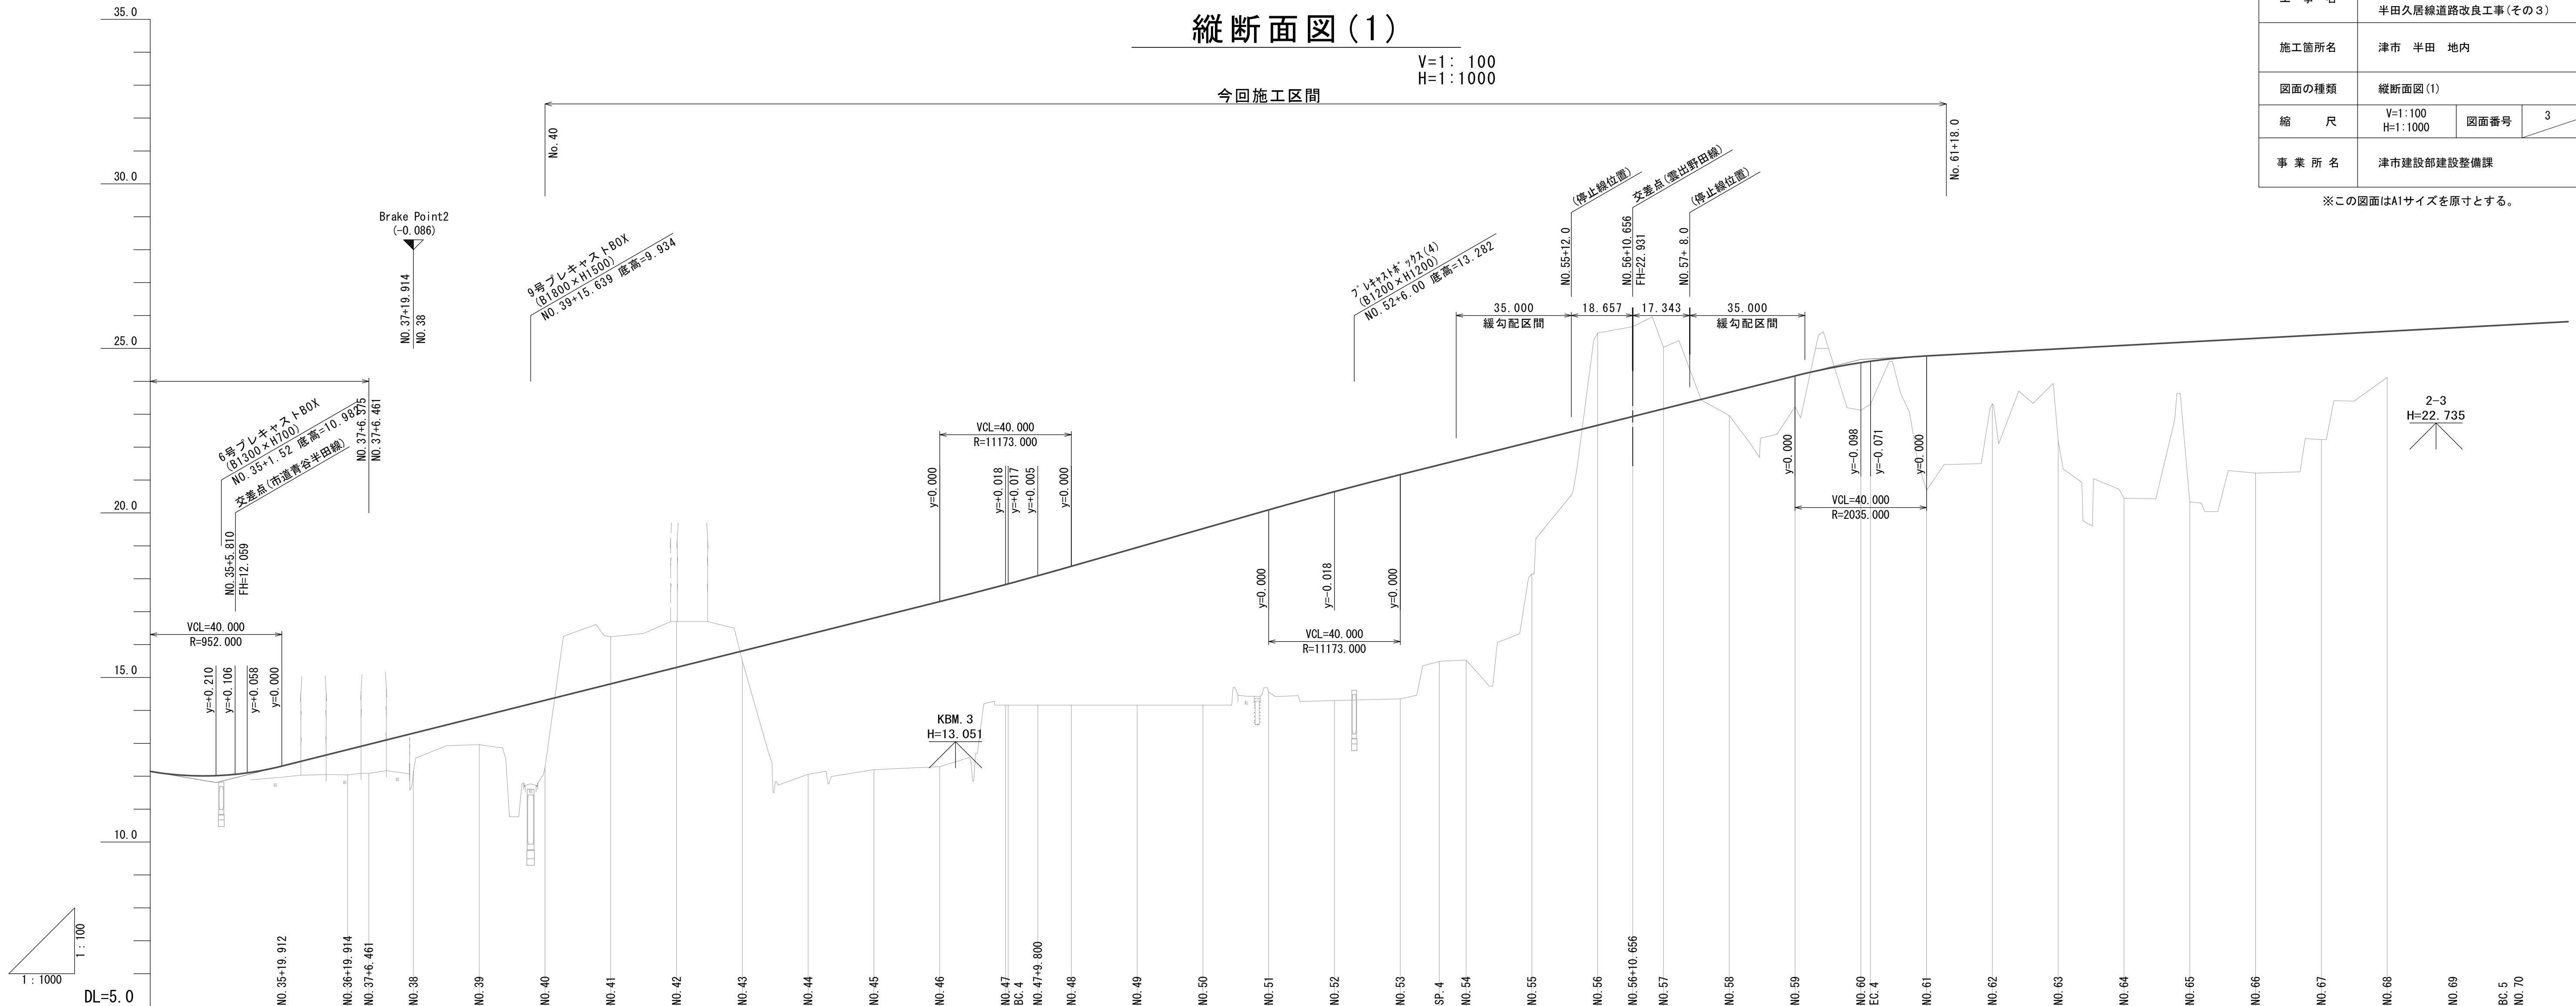 縦断面図(1)
V=1: 100
H=1:1000
半田久居線道路改良工事(その3)
施工箇所名 津市 半田 地内
図面の種類 縦断面図(1)
縮 尺 V=1:100 H=1:1000 図面番号 3
事 業 所 名 津市建設部建設整備課
※この図面はA1サイズを原寸とする。
35.0
30.0
25.0
20.0
15.0
10.0
DL=5.0
1:100
1:1000
今回施工区間
No.40
No.61+18.0
Brake Point2
(-0.086)
NO.37+19.914
NO.38
6号プレキャストBOX
(B1300×H700)
NO.35+1.52 底高=10.982
交差点(市道青谷半田線)
NO.35+5.810
FH=12.059
NO.37+6.375
NO.37+6.461
9号プレキャストBOX
(B1800×H1500)
NO.39+15.639 底高=9.934
プレキャストボックス(4)
(B1200×H1200)
NO.52+6.00 底高=13.282
(停止線位置)
NO.55+12.0
交差点(雲出野田線)
NO.56+10.656
FH=22.931
(停止線位置)
NO.57+ 8.0
35.000
緩勾配区間
18.657
17.343
35.000
緩勾配区間
VCL=40.000
R=952.000
y=+0.210
y=+0.106
y=+0.058
y=0.000
VCL=40.000
R=11173.000
y=0.000
y=+0.018
y=+0.017
y=+0.005
y=0.000
KBM.3
H=13.051
y=0.000
y=-0.018
y=0.000
VCL=40.000
R=11173.000
y=0.000
y=-0.098
y=-0.071
y=0.000
VCL=40.000
R=2035.000
2-3
H=22.735
NO.35+19.912
NO.36+19.914
NO.37+6.461
NO.38
NO.39
NO.40
NO.41
NO.42
NO.43
NO.44
NO.45
NO.46
NO.47
BC.4
NO.47+9.800
NO.48
NO.49
NO.50
NO.51
NO.52
NO.53
SP.4
NO.54
NO.55
NO.56
NO.56+10.656
NO.57
NO.58
NO.59
NO.60
EC.4
NO.61
NO.62
NO.63
NO.64
NO.65
NO.66
NO.67
NO.68
NO.69
BC.5
NO.70